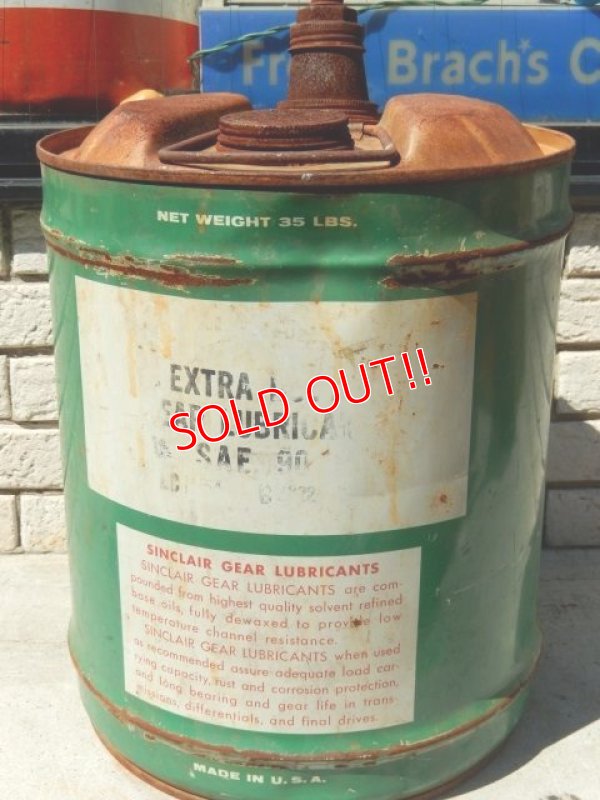 Brach's C
NET WEIGHT 35 LBS.
EXTRA
SAE LUBRICA
SAE 90
SOLD OUT!!
SINCLAIR GEAR LUBRICANTS
SINCLAIR GEAR LUBRICANTS are com-
pounded from highest quality solvent refined
base oils, fully dewaxed to provide low
temperature channel resistance.
SINCLAIR GEAR LUBRICANTS when used
as recommended assure adequate load car-
rying capacity, rust and corrosion protection,
and long bearing and gear life in trans-
missions, differentials, and final drives.
MADE IN U.S.A.